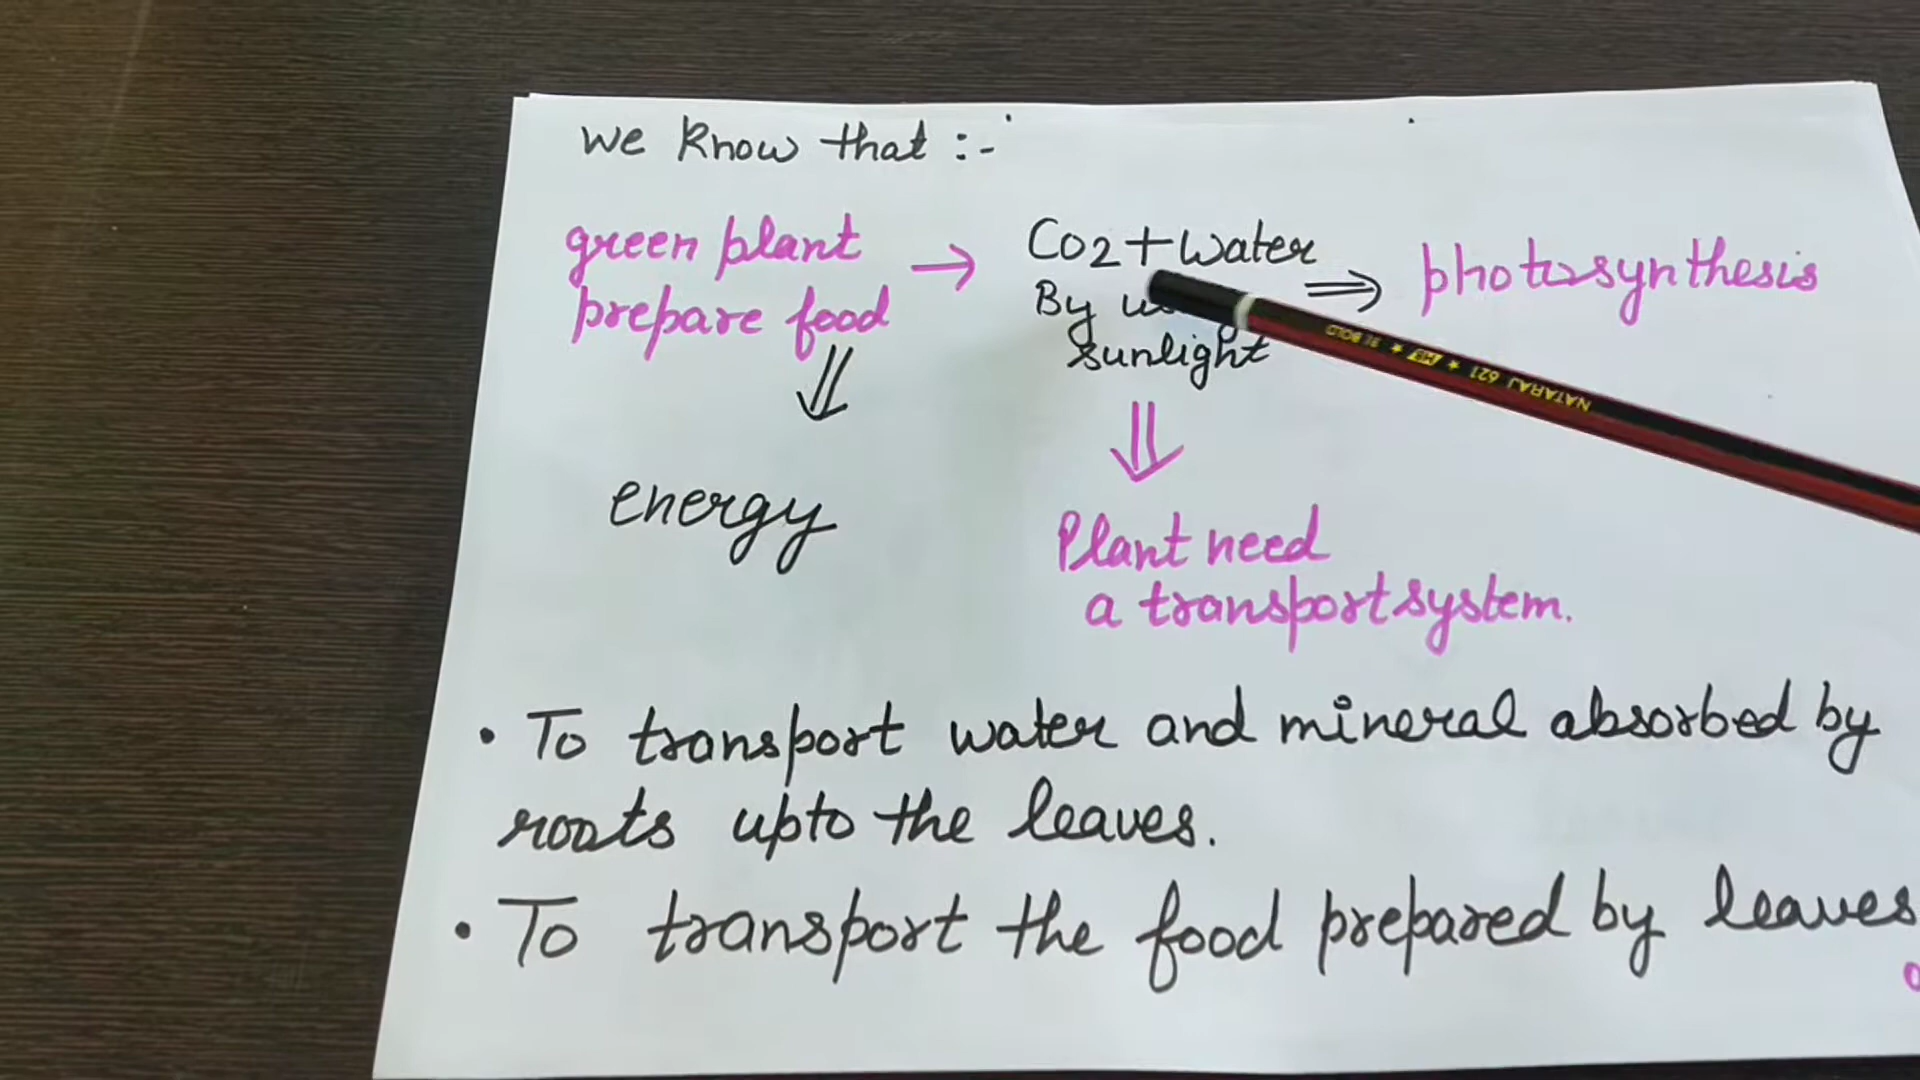 We know that :-
green plant
prepare food
→
Co2 + Water
By
sunlight
⇒
photosynthesis
⇓
energy
⇓
Plant need
a transport system.
• To transport water and mineral absorbed by
roots upto the leaves.
• To transport the food prepared by leaves
NATARAJ 621 ★ HB ★ BOLD